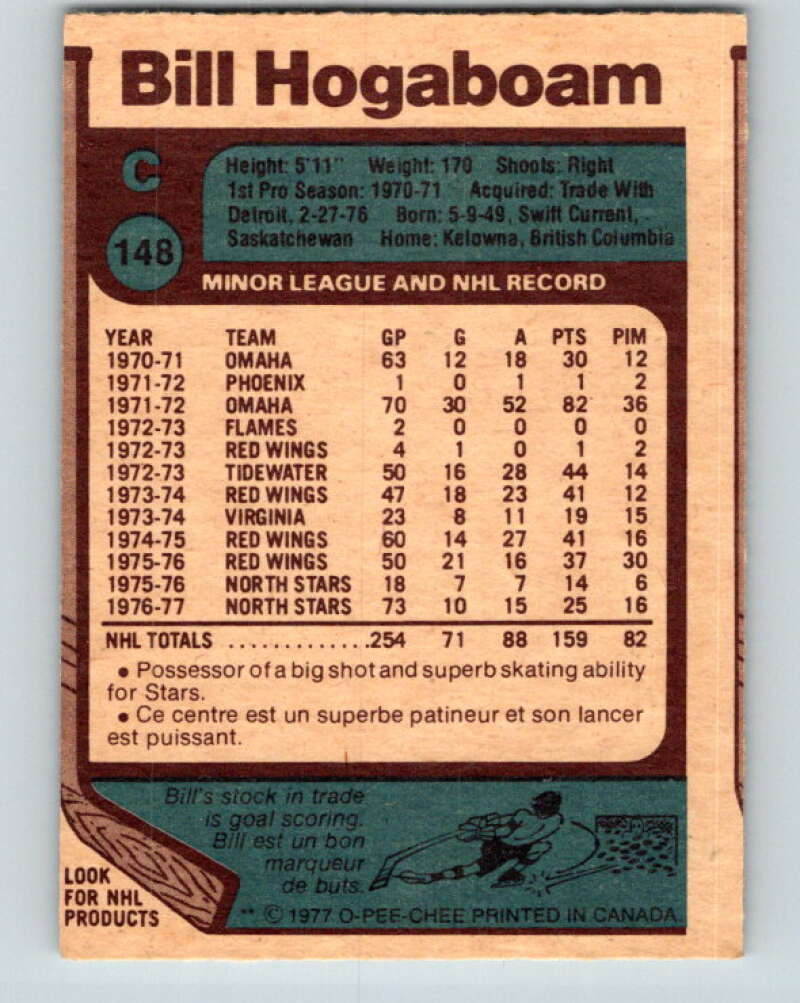 Bill Hogaboam
C
148
Height: 5'11" Weight: 170 Shoots: Right
1st Pro Season: 1970-71 Acquired: Trade With
Detroit, 2-27-76 Born: 5-9-49, Swift Current,
Saskatchewan Home: Kelowna, British Columbia
MINOR LEAGUE AND NHL RECORD
YEAR TEAM GP G A PTS PIM
1970-71 OMAHA 63 12 18 30 12
1971-72 PHOENIX 1 0 1 1 2
1971-72 OMAHA 70 30 52 82 36
1972-73 FLAMES 2 0 0 0 0
1972-73 RED WINGS 4 1 0 1 2
1972-73 TIDEWATER 50 16 28 44 14
1973-74 RED WINGS 47 18 23 41 12
1973-74 VIRGINIA 23 8 11 19 15
1974-75 RED WINGS 60 14 27 41 16
1975-76 RED WINGS 50 21 16 37 30
1975-76 NORTH STARS 18 7 7 14 6
1976-77 NORTH STARS 73 10 15 25 16
NHL TOTALS .............254 71 88 159 82
• Possessor of a big shot and superb skating ability
for Stars.
• Ce centre est un superbe patineur et son lancer
est puissant.
Bill's stock in trade
is goal scoring.
Bill est un bon
marqueur
de buts.
LOOK
FOR NHL
PRODUCTS
** © 1977 O-PEE-CHEE PRINTED IN CANADA.